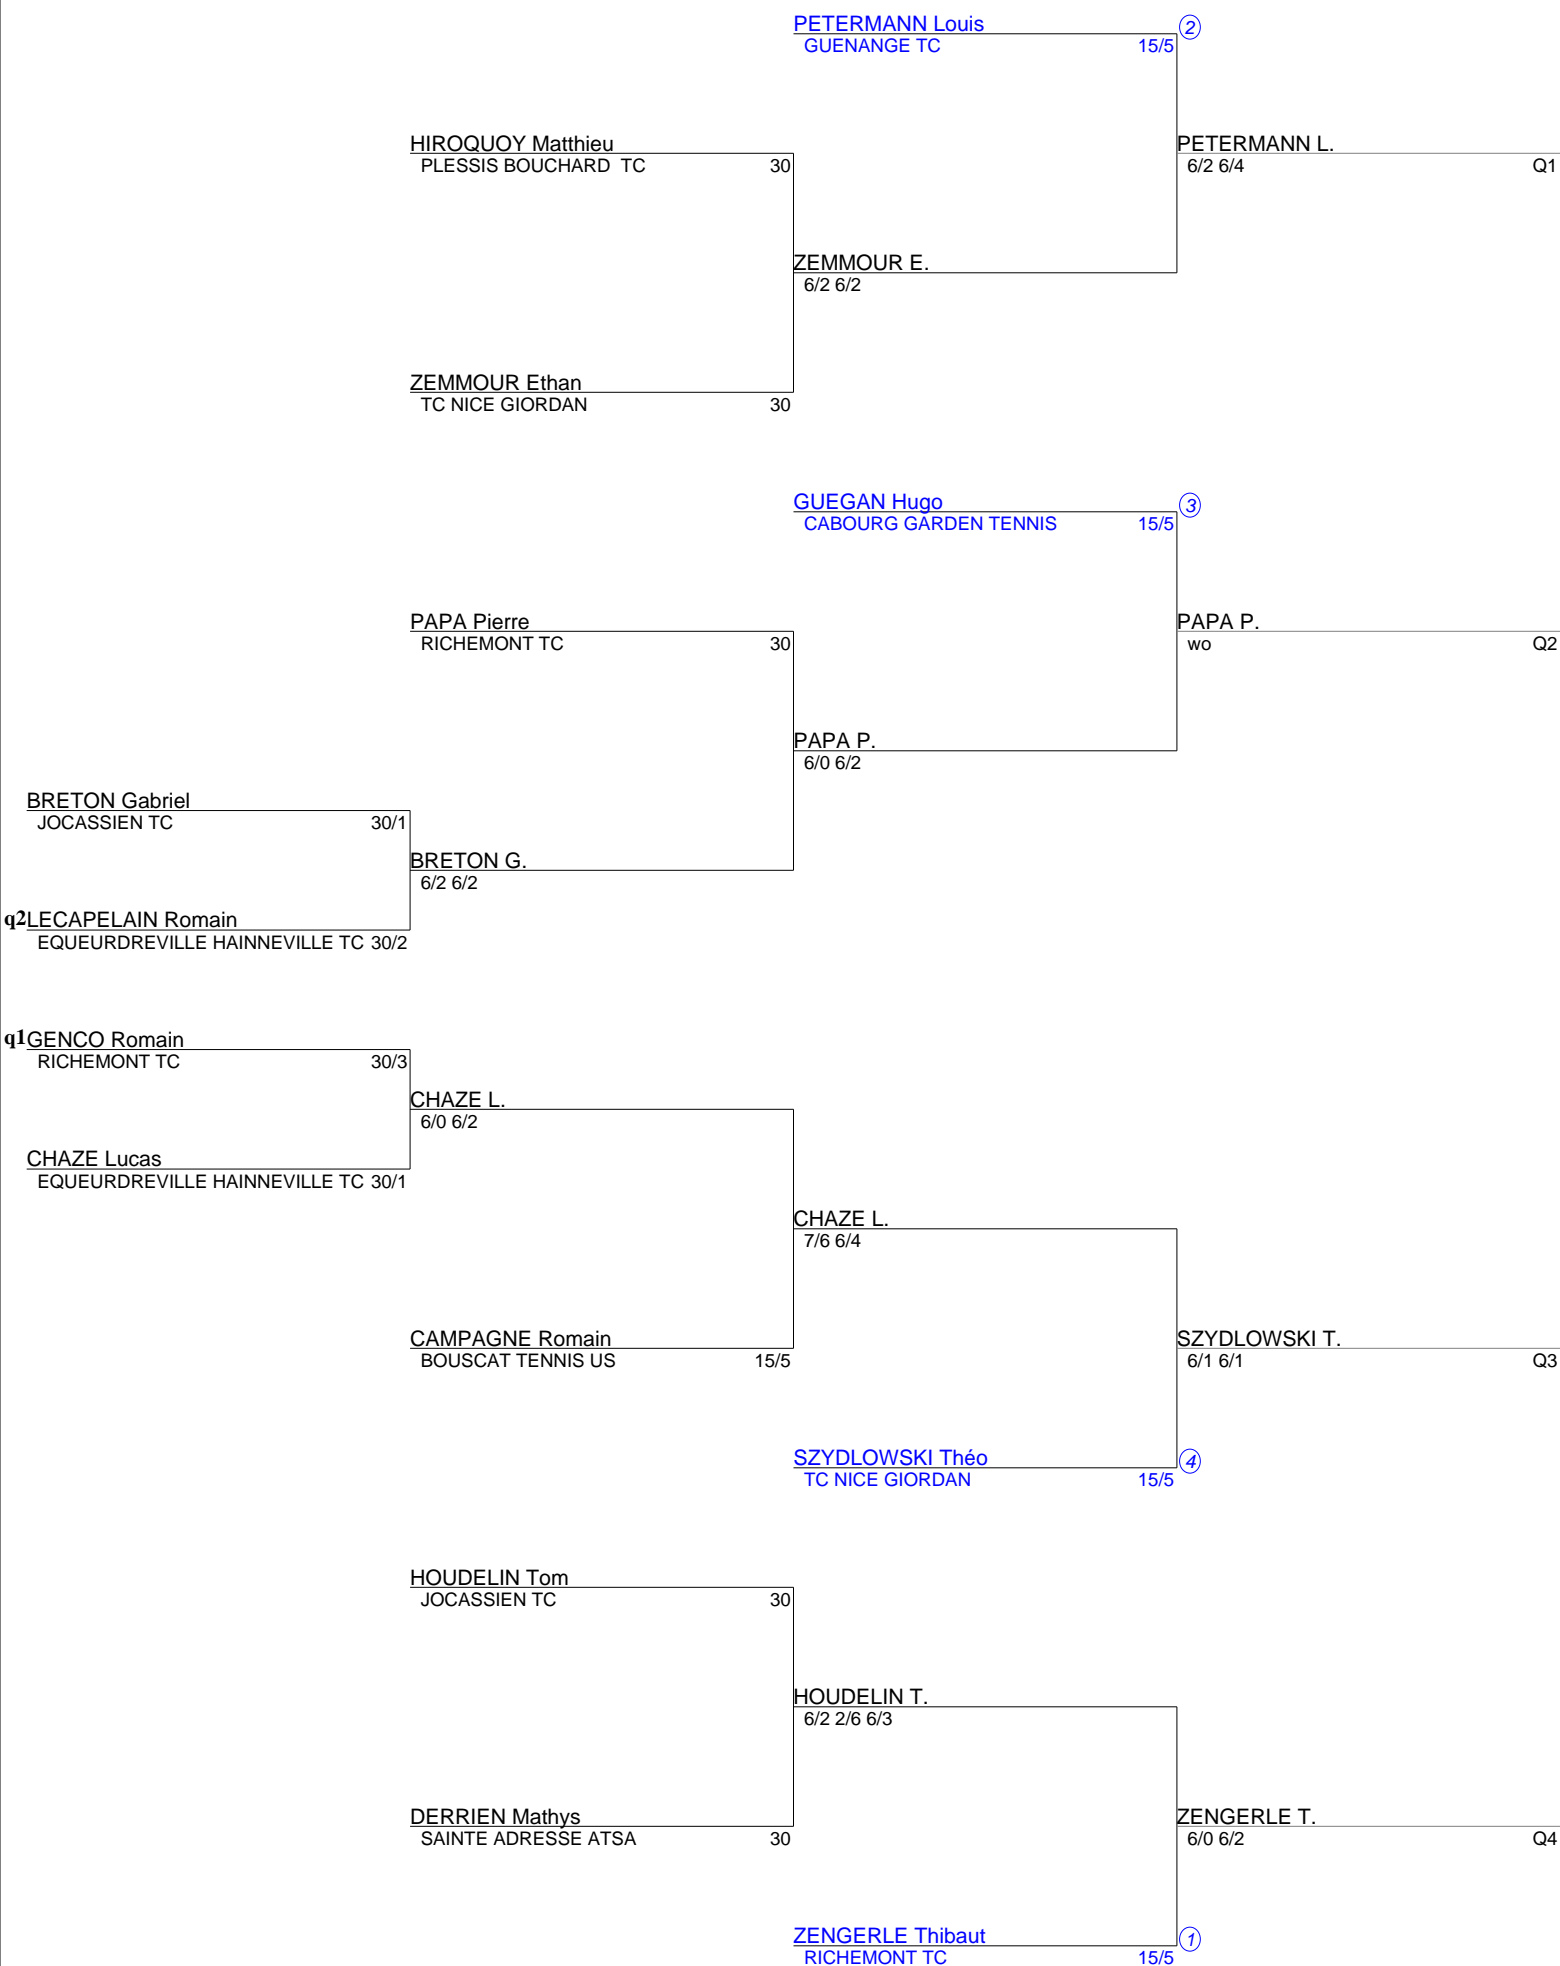 PETERMANN Louis 2
GUENANGE TC 15/5
HIROQUOY Matthieu
PLESSIS BOUCHARD TC 30
PETERMANN L.
6/2 6/4 Q1
ZEMMOUR E.
6/2 6/2
ZEMMOUR Ethan
TC NICE GIORDAN 30
GUEGAN Hugo 3
CABOURG GARDEN TENNIS 15/5
PAPA Pierre
RICHEMONT TC 30
PAPA P.
wo Q2
PAPA P.
6/0 6/2
BRETON Gabriel
JOCASSIEN TC 30/1
BRETON G.
6/2 6/2
q2 LECAPELAIN Romain
EQUEURDREVILLE HAINNEVILLE TC 30/2
q1 GENCO Romain
RICHEMONT TC 30/3
CHAZE L.
6/0 6/2
CHAZE Lucas
EQUEURDREVILLE HAINNEVILLE TC 30/1
CHAZE L.
7/6 6/4
CAMPAGNE Romain
BOUSCAT TENNIS US 15/5
SZYDLOWSKI T.
6/1 6/1 Q3
SZYDLOWSKI Théo 4
TC NICE GIORDAN 15/5
HOUDELIN Tom
JOCASSIEN TC 30
HOUDELIN T.
6/2 2/6 6/3
DERRIEN Mathys
SAINTE ADRESSE ATSA 30
ZENGERLE T.
6/0 6/2 Q4
ZENGERLE Thibaut 1
RICHEMONT TC 15/5